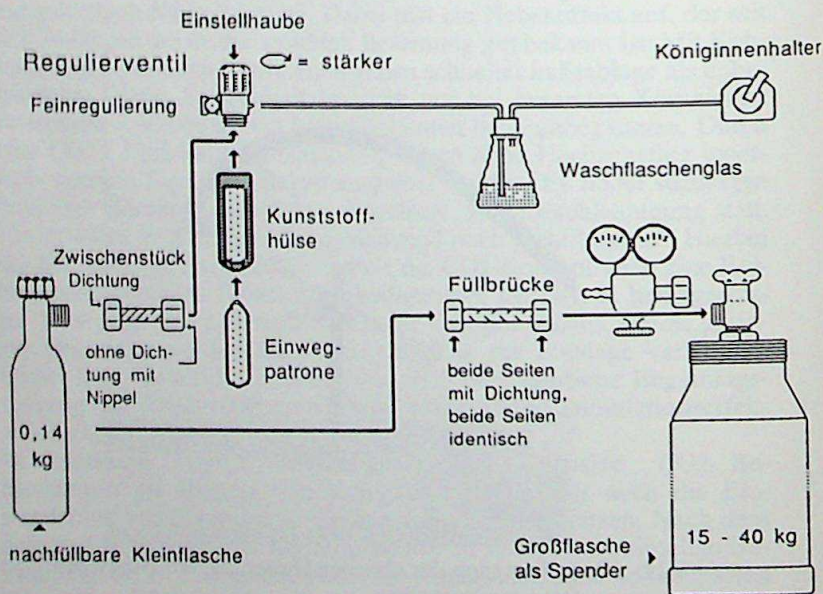 Einstellhaube
Regulierventil
= stärker
Königinnenhalter
Feinregulierung
Waschflaschenglas
Kunststoff-
hülse
Zwischenstück
Dichtung
Füllbrücke
ohne Dich-
tung mit
Nippel
Einweg-
patrone
beide Seiten
mit Dichtung,
beide Seiten
identisch
0,14
kg
15 - 40 kg
nachfüllbare Kleinflasche
Großflasche
als Spender